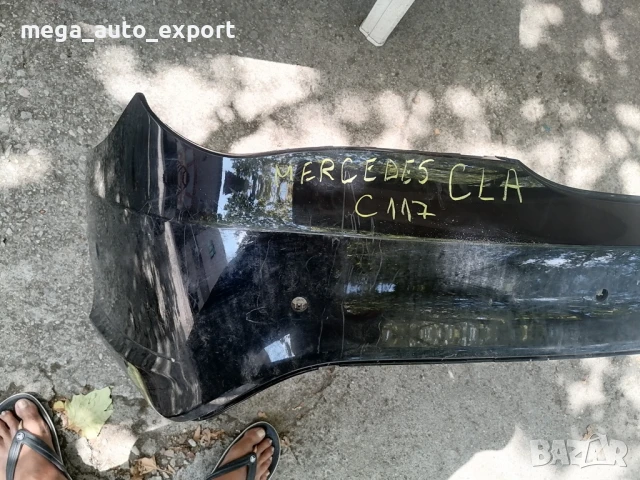 mega_auto_export
MERCEDES CLA
C117
BAZAR